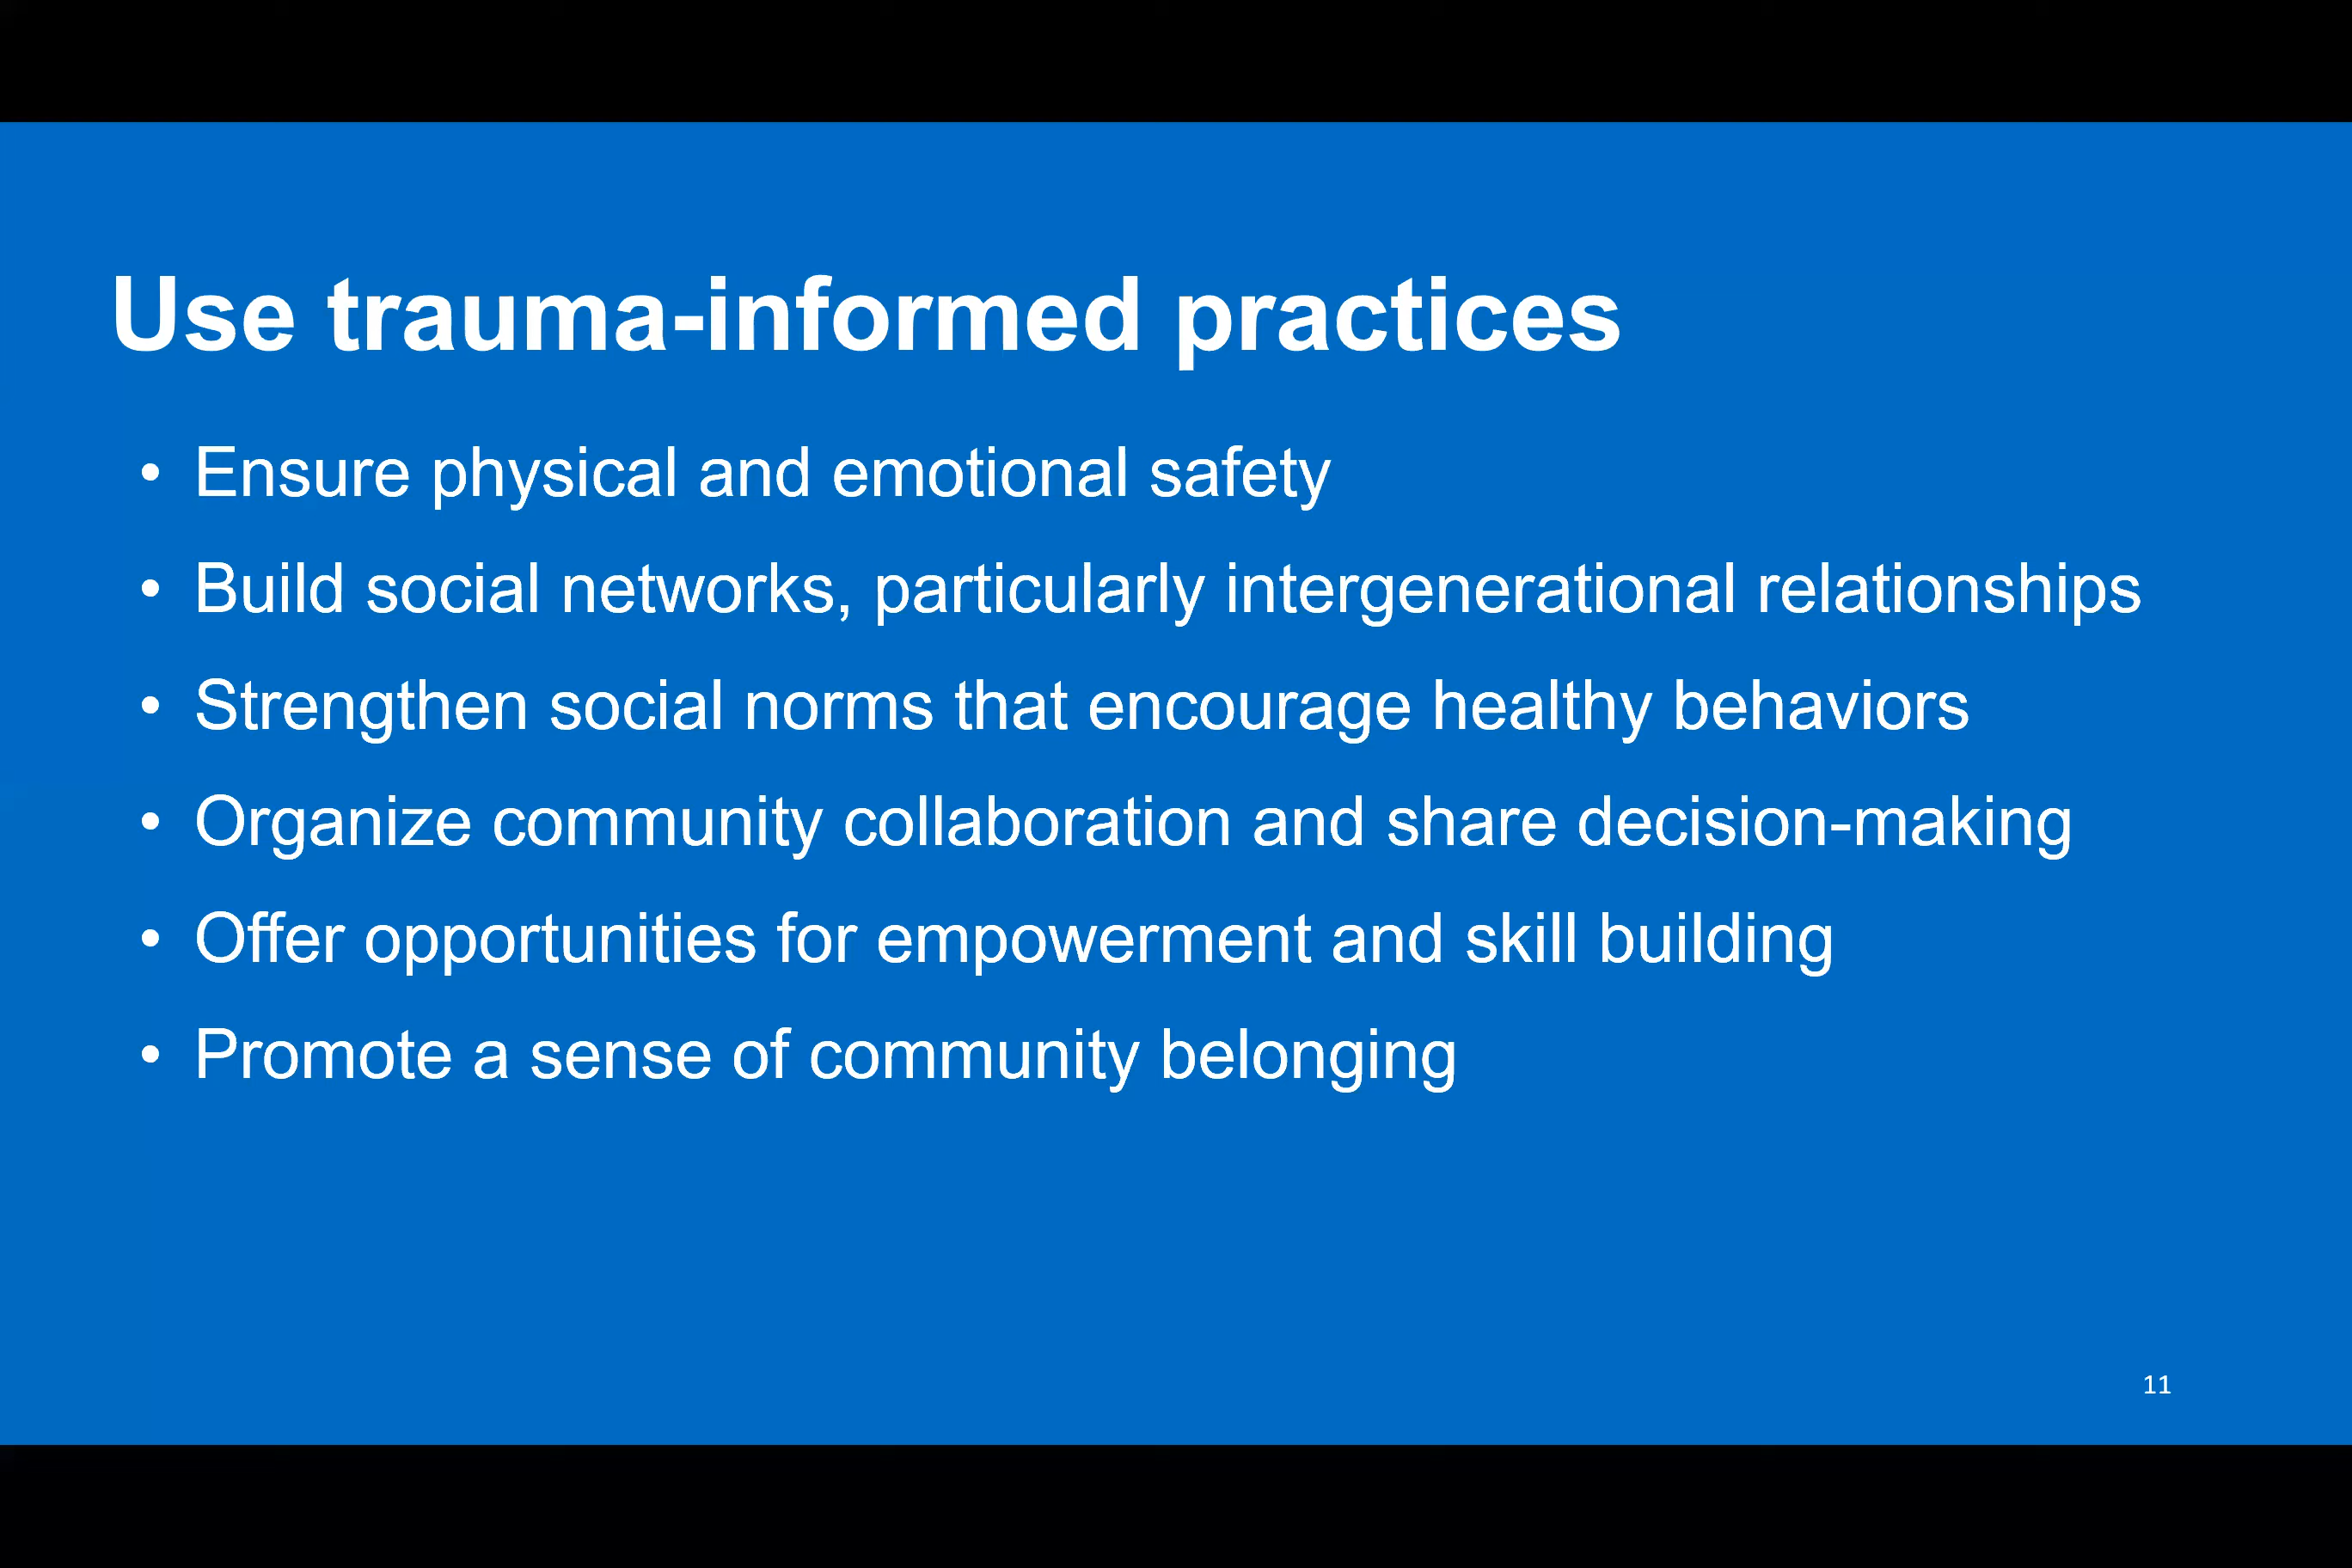 Use trauma-informed practices
• Ensure physical and emotional safety
• Build social networks, particularly intergenerational relationships
• Strengthen social norms that encourage healthy behaviors
• Organize community collaboration and share decision-making
• Offer opportunities for empowerment and skill building
• Promote a sense of community belonging
11